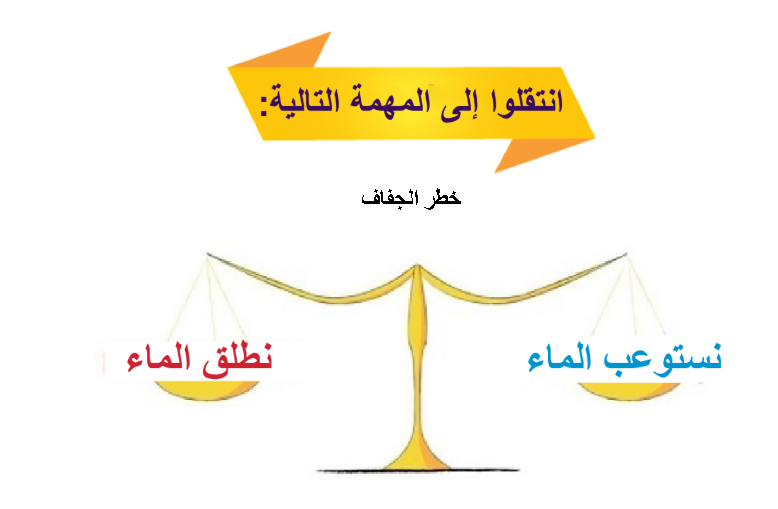 انتقلوا إلى المهمة التالية:
خطر الجفاف
نستوعب الماء
نطلق الماء